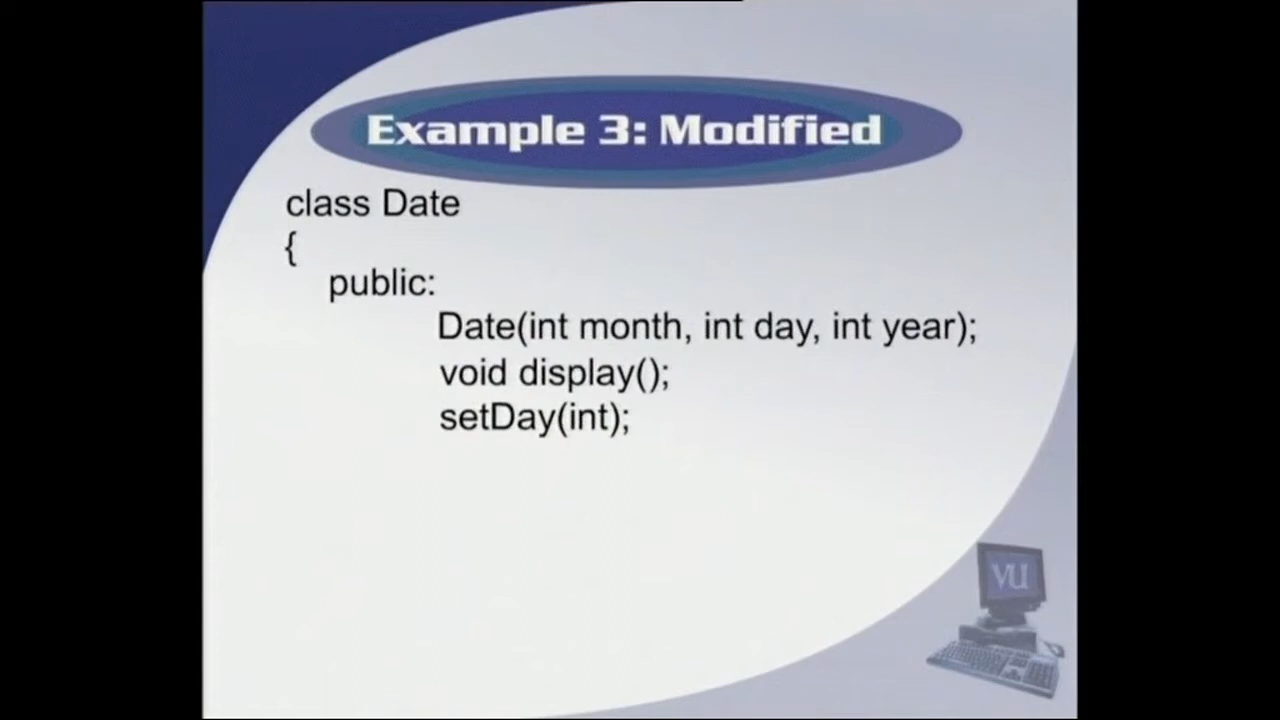 Example 3: Modified
class Date
{
public:
Date(int month, int day, int year);
void display();
setDay(int);
VU